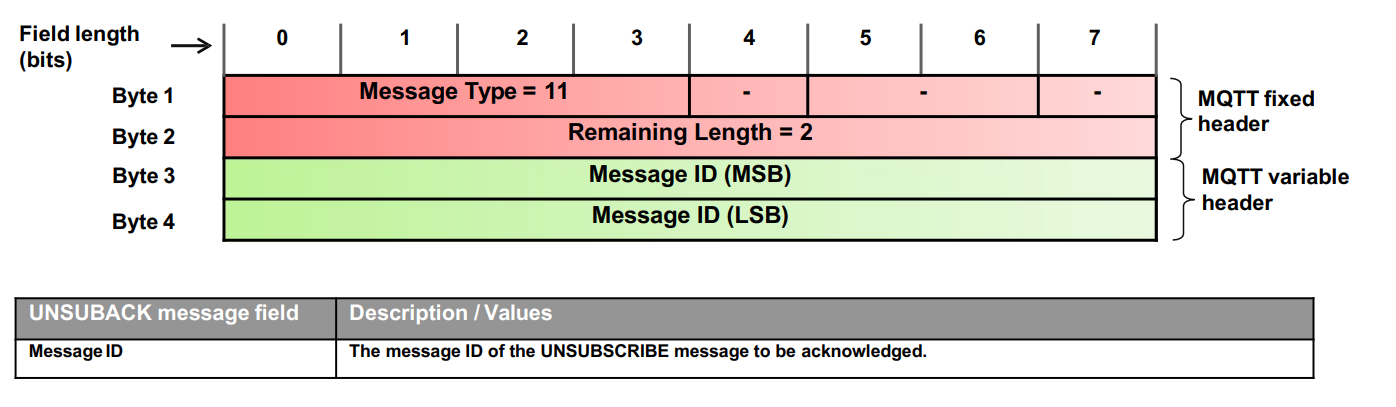 Field length
(bits)
0 1 2 3 4 5 6 7
Byte 1 Message Type = 11 - - -
Byte 2 Remaining Length = 2
MQTT fixed
header
Byte 3 Message ID (MSB)
Byte 4 Message ID (LSB)
MQTT variable
header
UNSUBACK message field Description / Values
Message ID The message ID of the UNSUBSCRIBE message to be acknowledged.